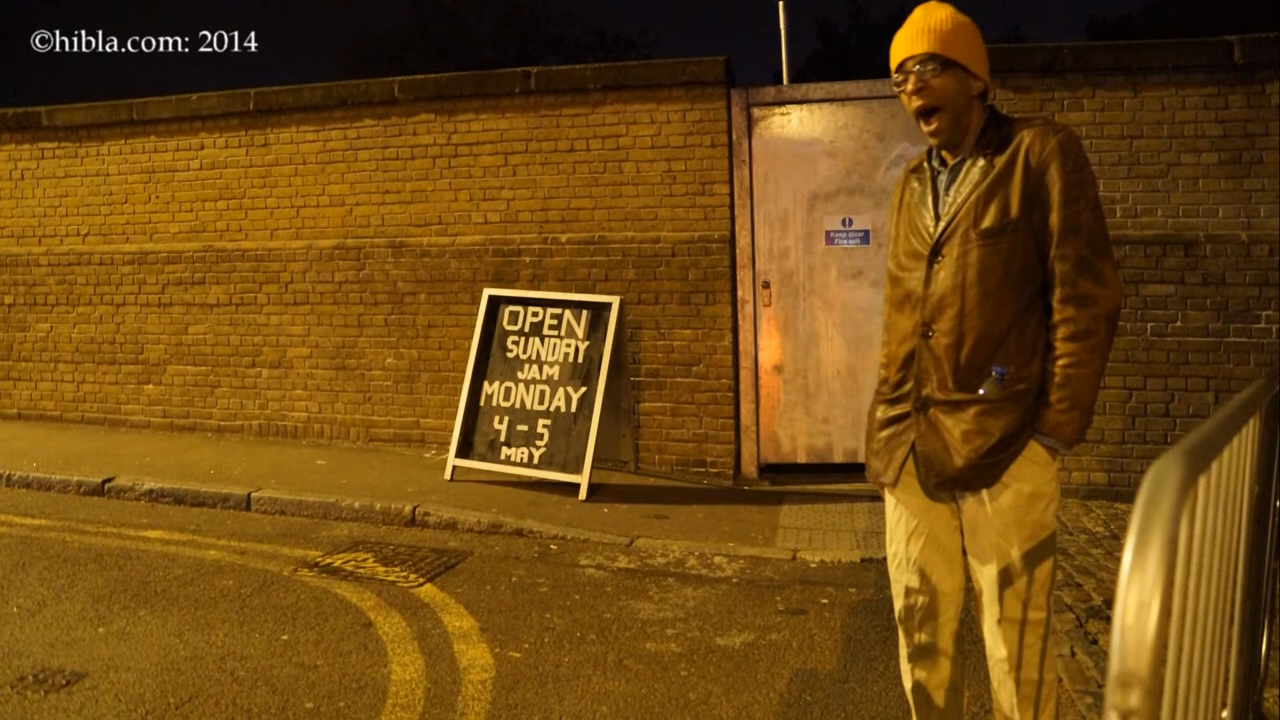 ©hibla.com: 2014
Keep clear
Fire exit
OPEN
SUNDAY
JAM
MONDAY
4 - 5
MAY